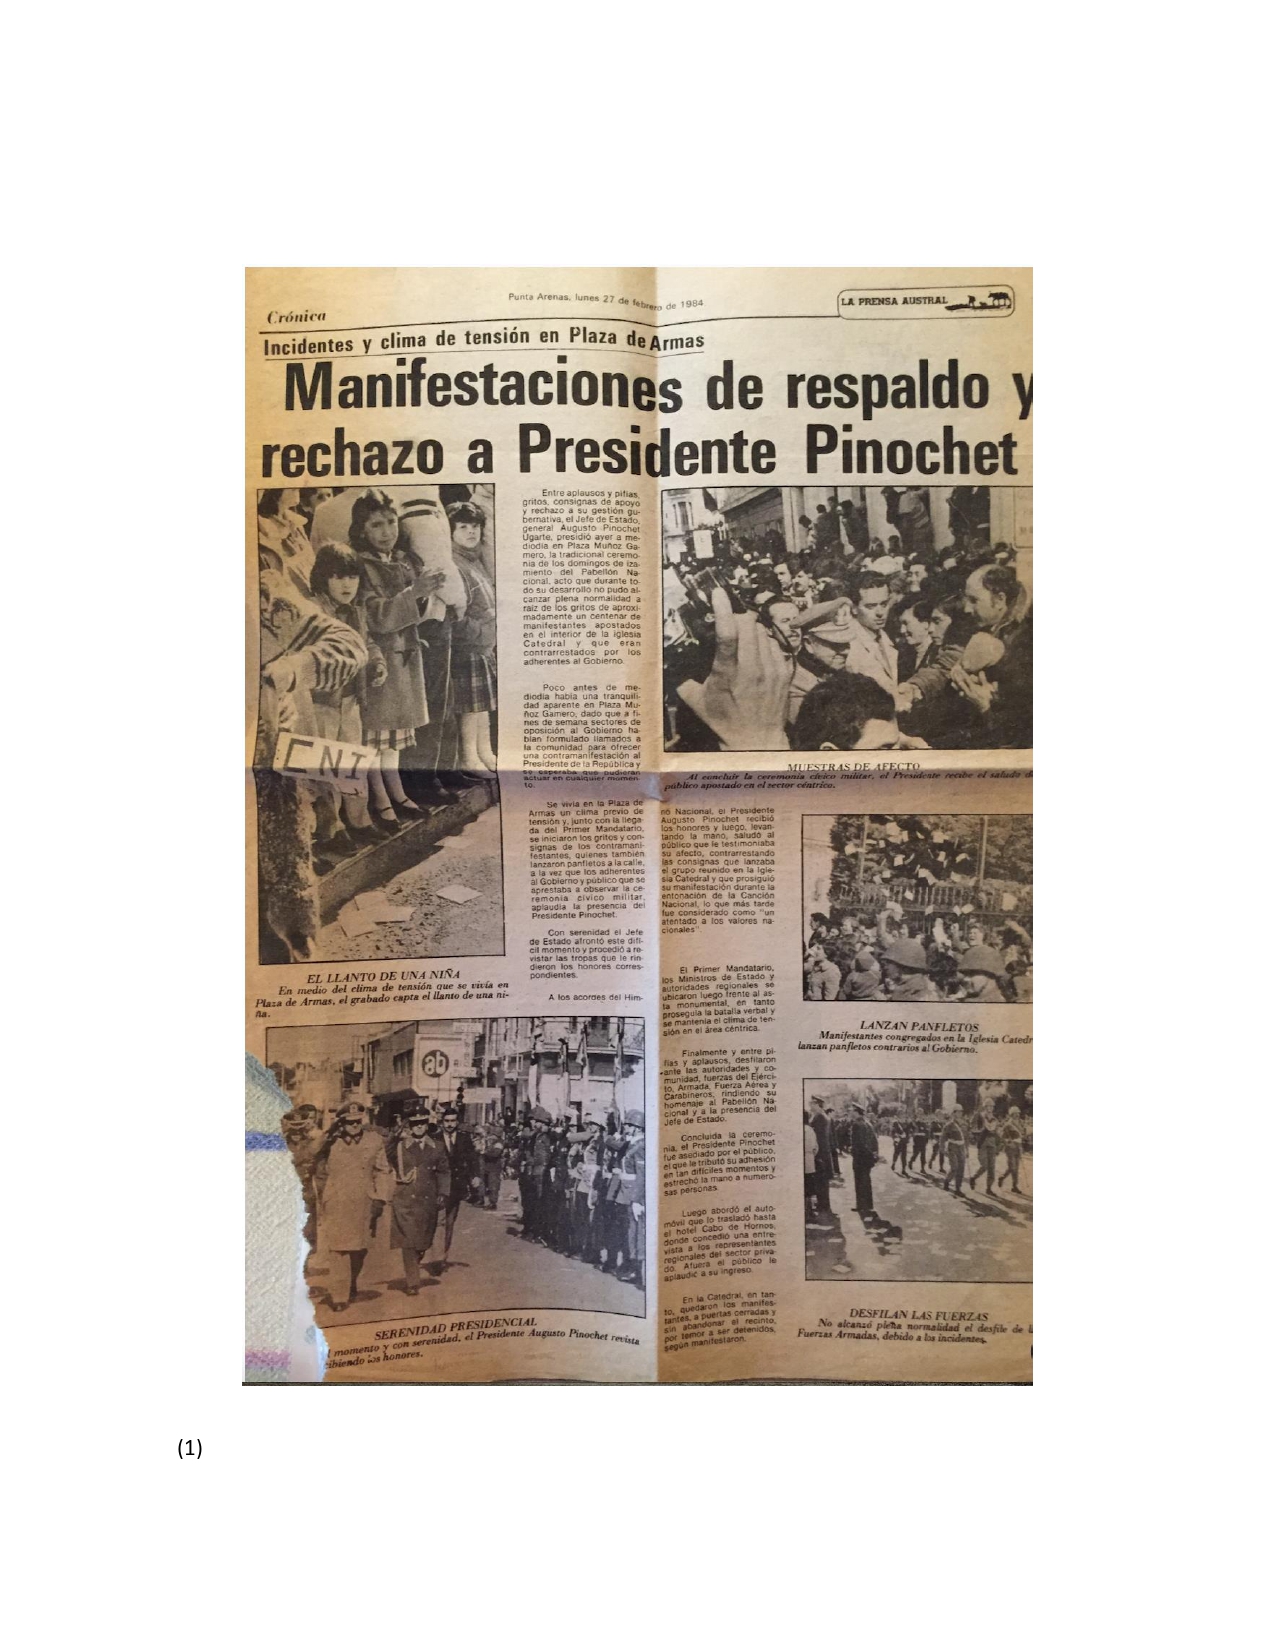 Punta Arenas, lunes 27 de febrero de 1984
LA PRENSA AUSTRAL
Crónica
Incidentes y clima de tensión en Plaza de Armas
Manifestaciones de respaldo y
rechazo a Presidente Pinochet
Entre aplausos y pifias,
gritos, consignas de apoyo
y rechazo a su gestión gu-
bernativa, el Jefe de Estado,
general Augusto Pinochet
Ugarte, presidió ayer a me-
diodía en Plaza Muñoz Ga-
mero, la tradicional ceremo-
nia de los domingos de iza-
miento del Pabellón Na-
cional, acto que durante to-
do su desarrollo no pudo al-
canzar plena normalidad a
raíz de los gritos de aproxi-
madamente un centenar de
manifestantes apostados
en el interior de la iglesia
Catedral y que eran
contrarrestados por los
adherentes al Gobierno.
Poco antes de me-
diodía había una tranquili-
dad aparente en Plaza Mu-
ñoz Gamero, dado que a fi-
nes de semana sectores de
oposición al Gobierno ha-
bían formulado llamados a
la comunidad para ofrecer
una contramanifestación al
Presidente de la República y
se esperaba que pudieran
actuar en cualquier momen-
to.
Se vivía en la Plaza de
Armas un clima previo de
tensión y, junto con la llega-
da del Primer Mandatario,
se iniciaron los gritos y con-
signas de los contramani-
festantes, quienes también
lanzaron panfletos a la calle,
a la vez que los adherentes
al Gobierno y público que se
aprestaba a observar la ce-
remonia cívico militar,
aplaudía la presencia del
Presidente Pinochet.
Con serenidad el Jefe
de Estado afrontó este difí-
cil momento y procedió a re-
vistar las tropas que le rin-
dieron los honores corres-
pondientes.
A los acordes del Him-
no Nacional, el Presidente
Augusto Pinochet recibió
los honores y luego, levan-
tando la mano, saludó al
público que le testimoniaba
su afecto, contrarrestando
las consignas que lanzaba
el grupo reunido en la Igle-
sia Catedral y que prosiguió
su manifestación durante la
entonación de la Canción
Nacional, lo que más tarde
fue considerado como "un
atentado a los valores na-
cionales".
El Primer Mandatario,
los Ministros de Estado y
autoridades regionales se
ubicaron luego frente al as-
ta monumental, en tanto
proseguía la batalla verbal y
se mantenía el clima de ten-
sión en el área céntrica.
Finalmente y entre pi-
fias y aplausos, desfilaron
ante las autoridades y co-
munidad, fuerzas del Ejérci-
to, Armada, Fuerza Aérea y
Carabineros, rindiendo su
homenaje al Pabellón Na-
cional y a la presencia del
Jefe de Estado.
Concluida la ceremo-
nia, el Presidente Pinochet
fue asediado por el público,
el que le tributó su adhesión
en tan difíciles momentos y
estrechó la mano a numero-
sas personas.
Luego abordó el auto-
móvil que lo trasladó hasta
el hotel Cabo de Hornos,
donde concedió una entre-
vista a los representantes
regionales del sector priva-
do. Afuera el público le
aplaudió a su ingreso.
En la Catedral, en tan-
to, quedaron los manifes-
tantes, a puertas cerradas y
sin abandonar el recinto,
por temor a ser detenidos,
según manifestaron.
CNI
EL LLANTO DE UNA NIÑA
En medio del clima de tensión que se vivía en
Plaza de Armas, el grabado capta el llanto de una ni-
ña.
MUESTRAS DE AFECTO
Al concluir la ceremonia cívico militar, el Presidente recibe el saludo d
público apostado en el sector céntrico.
LANZAN PANFLETOS
Manifestantes congregados en la Iglesia Catedr
lanzan panfletos contrarios al Gobierno.
ab
SERENIDAD PRESIDENCIAL
l momento y con serenidad, el Presidente Augusto Pinochet revista
cibiendo los honores.
DESFILAN LAS FUERZAS
No alcanzó plena normalidad el desfile de l
Fuerzas Armadas, debido a los incidentes.
(1)